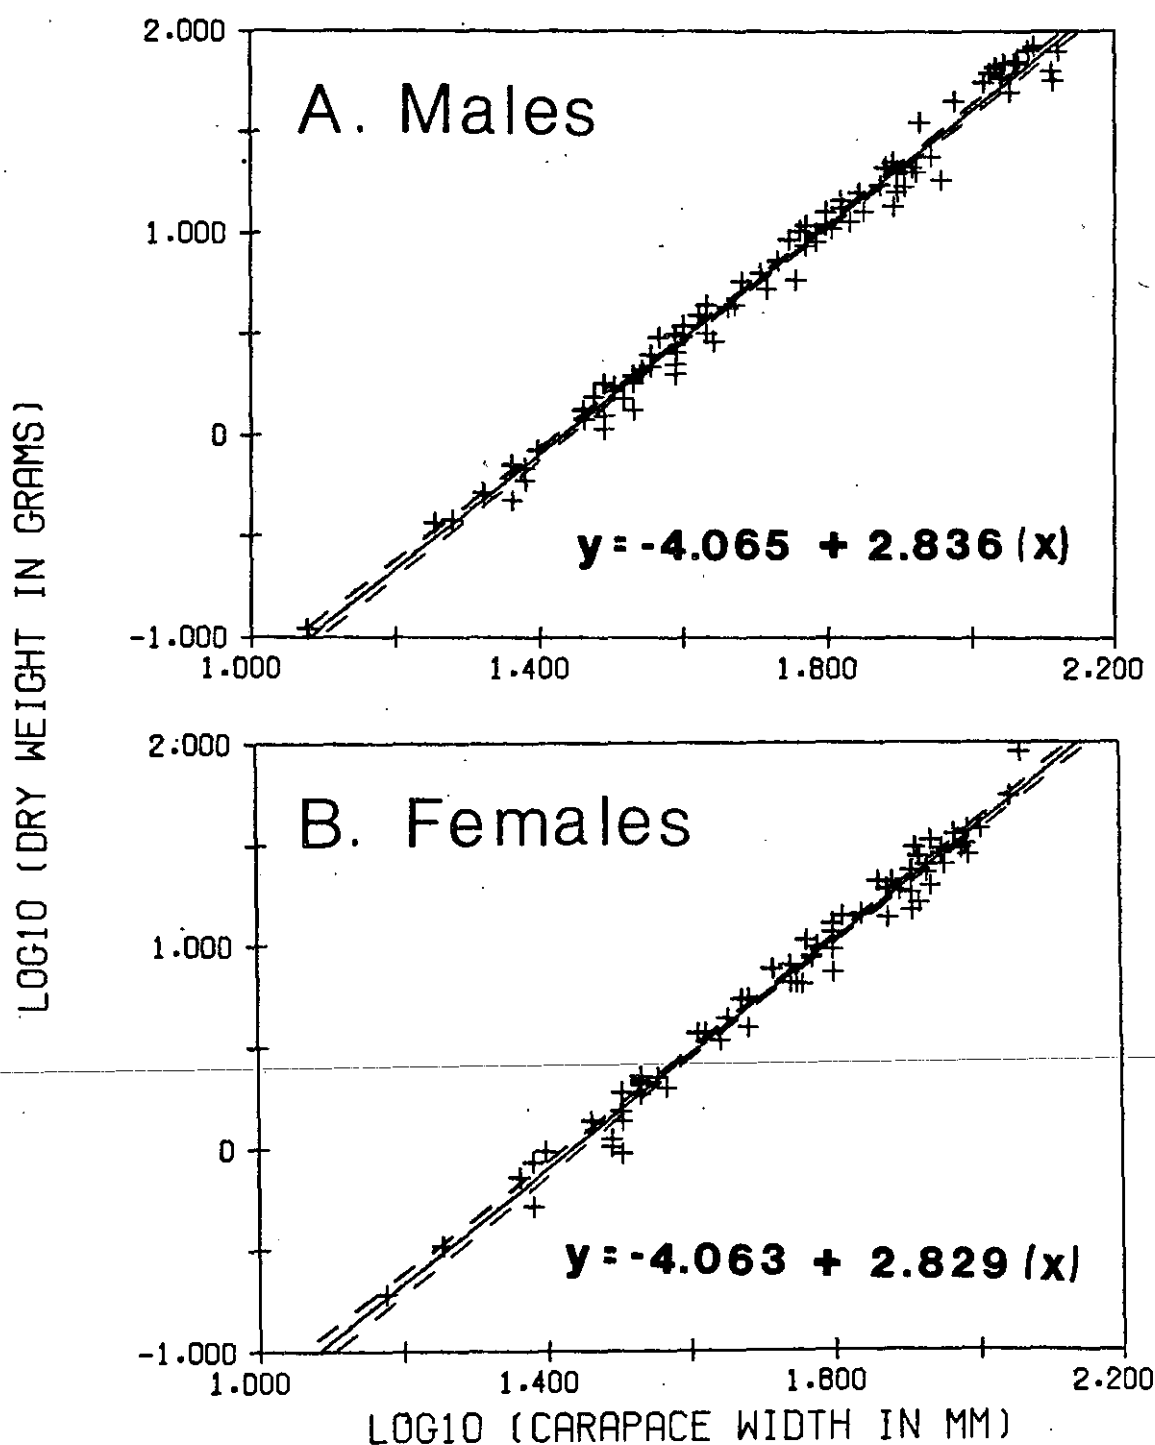 2.000
A. Males
1.000
0
y=-4.065 + 2.836(x)
-1.000
1.000 1.400 1.800 2.200
LOG10 (DRY WEIGHT IN GRAMS)
2.000
B. Females
1.000
0
y=-4.063 + 2.829(x)
-1.000
1.000 1.400 1.800 2.200
LOG10 (CARAPACE WIDTH IN MM)